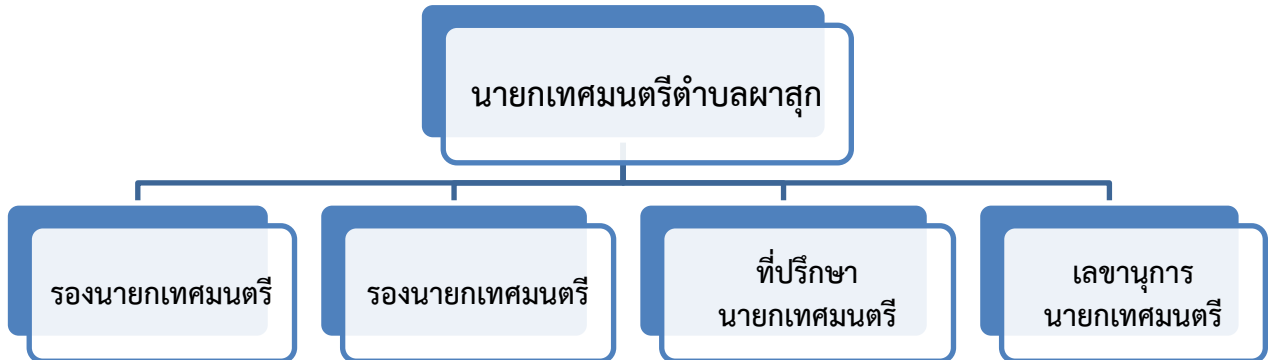 นายกเทศมนตรีตำบลผาสุก
รองนายกเทศมนตรี
รองนายกเทศมนตรี
ที่ปรึกษา
นายกเทศมนตรี
เลขานุการ
นายกเทศมนตรี